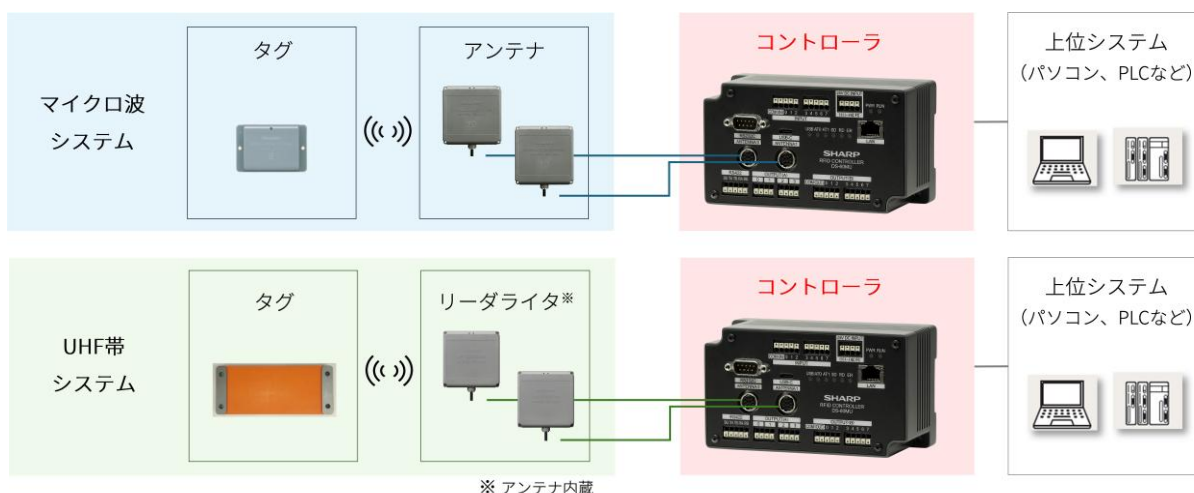 マイクロ波
システム
タグ
アンテナ
コントローラ
SHARP
RFID CONTROLLER
上位システム
(パソコン、PLCなど)
UHF帯
システム
タグ
リーダライタ※
コントローラ
SHARP
RFID CONTROLLER
上位システム
(パソコン、PLCなど)
※ アンテナ内蔵